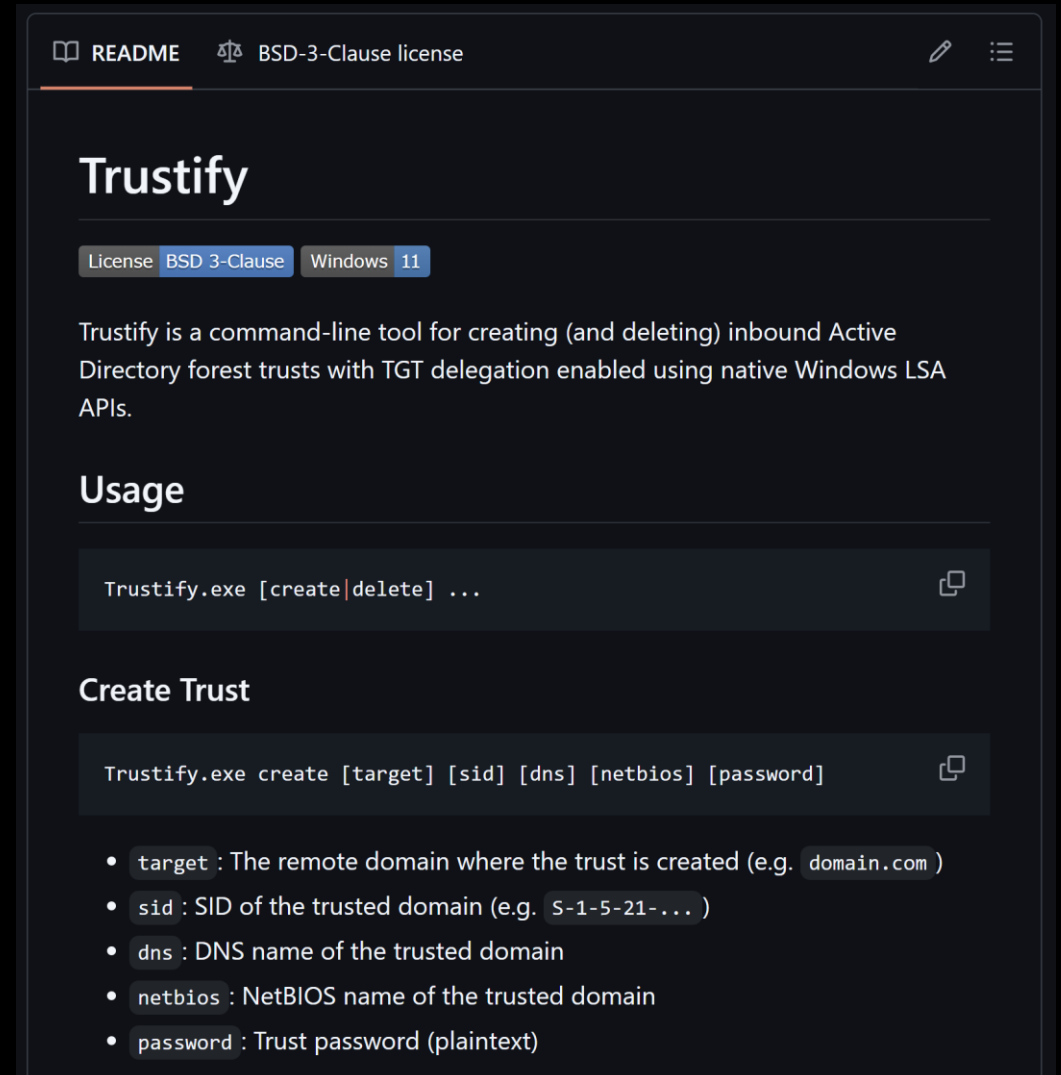 README
BSD-3-Clause license
Trustify
License BSD 3-Clause Windows 11
Trustify is a command-line tool for creating (and deleting) inbound Active
Directory forest trusts with TGT delegation enabled using native Windows LSA
APIs.
Usage
Trustify.exe [create|delete] ...
Create Trust
Trustify.exe create [target] [sid] [dns] [netbios] [password]
• target : The remote domain where the trust is created (e.g. domain.com )
• sid : SID of the trusted domain (e.g. S-1-5-21-... )
• dns : DNS name of the trusted domain
• netbios : NetBIOS name of the trusted domain
• password : Trust password (plaintext)